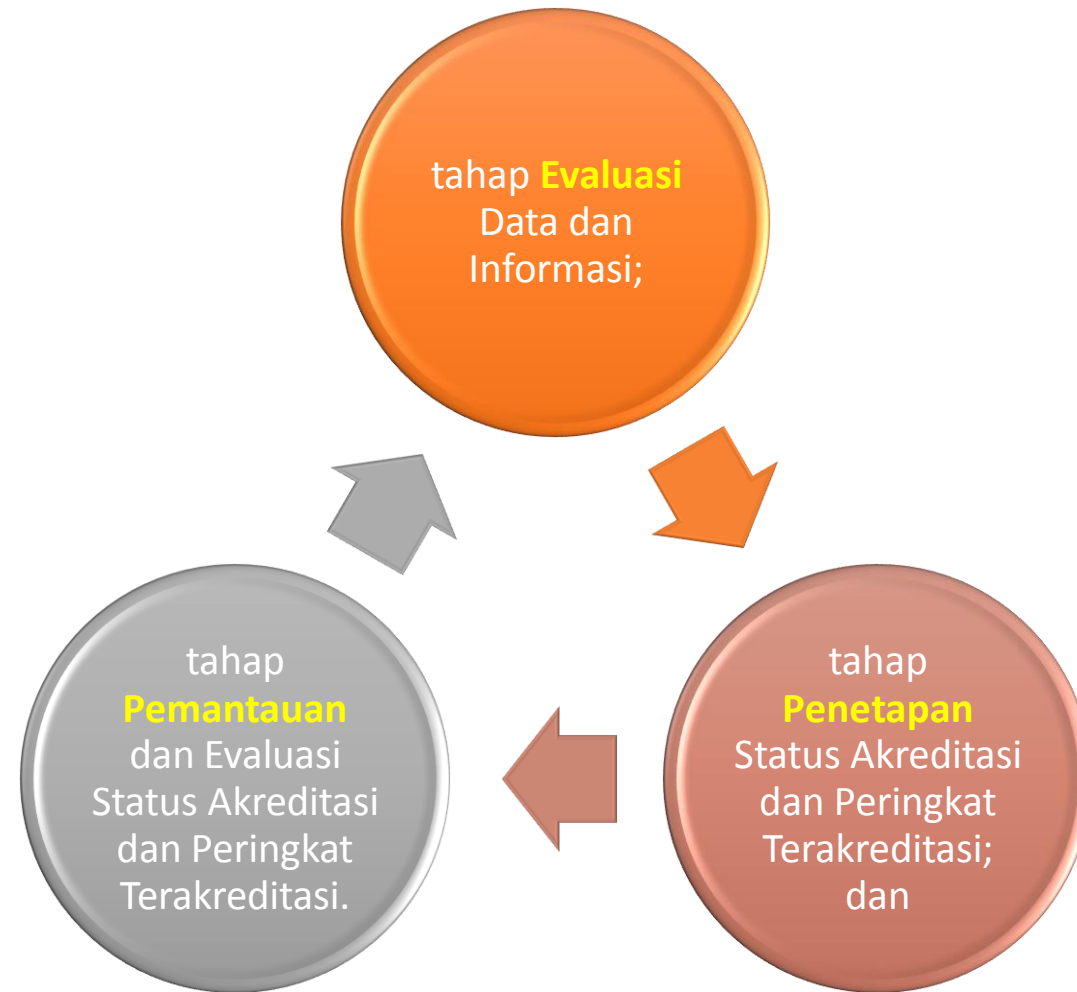 tahap Evaluasi
Data dan
Informasi;
tahap
Penetapan
Status Akreditasi
dan Peringkat
Terakreditasi;
dan
tahap
Pemantauan
dan Evaluasi
Status Akreditasi
dan Peringkat
Terakreditasi.